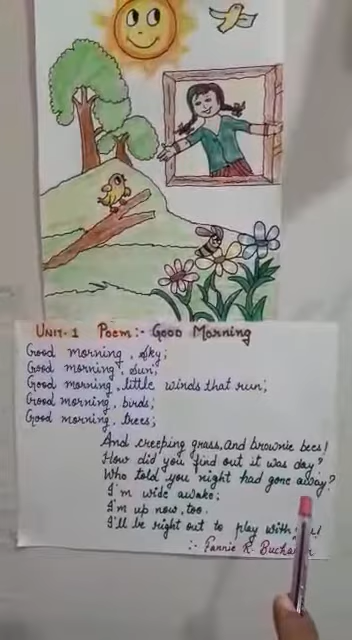 Unit-1 Poem:- Good Morning
Good morning, Sky;
Good morning, Sun;
Good morning, little winds that run;
Good morning, birds;
Good morning, trees;
And creeping grass, and brownie bees!
How did you find out it was day?
Who told you night had gone away?
I'm wide awake;
I'm up now, too.
I'll be right out to play with
:- Fannie R.